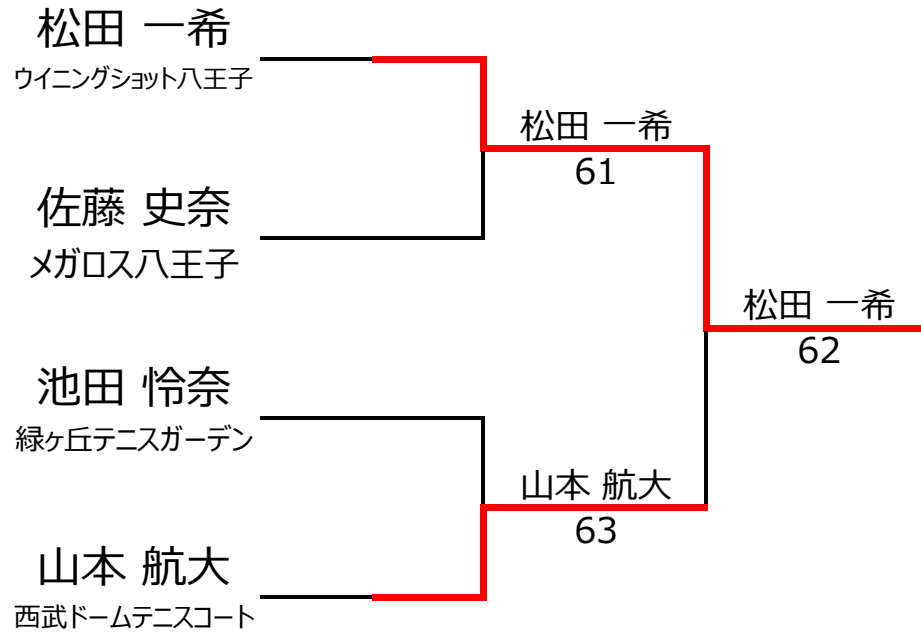 松田 一希
ウイニングショット八王子
佐藤 史奈
メガロス八王子
池田 怜奈
緑ヶ丘テニスガーデン
山本 航大
西武ドームテニスコート
松田 一希
61
山本 航大
63
松田 一希
62